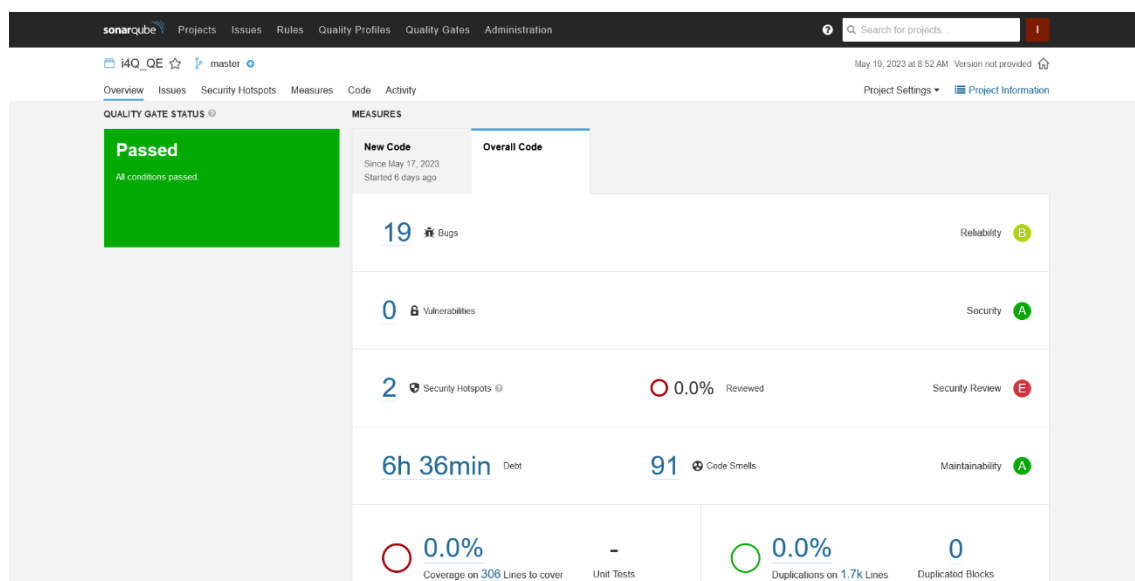 sonarqube Projects Issues Rules Quality Profiles Quality Gates Administration ? Search for projects... I
i4Q_QE master
May 19, 2023 at 8:52 AM Version not provided
Overview Issues Security Hotspots Measures Code Activity
Project Settings Project Information
QUALITY GATE STATUS ?
MEASURES
Passed
All conditions passed.
New Code
Since May 17, 2023
Started 6 days ago
Overall Code
19 Bugs
Reliability B
0 Vulnerabilities
Security A
2 Security Hotspots ?
0.0% Reviewed
Security Review E
6h 36min Debt
91 Code Smells
Maintainability A
0.0%
Coverage on 306 Lines to cover
-
Unit Tests
0.0%
Duplications on 1.7k Lines
0
Duplicated Blocks